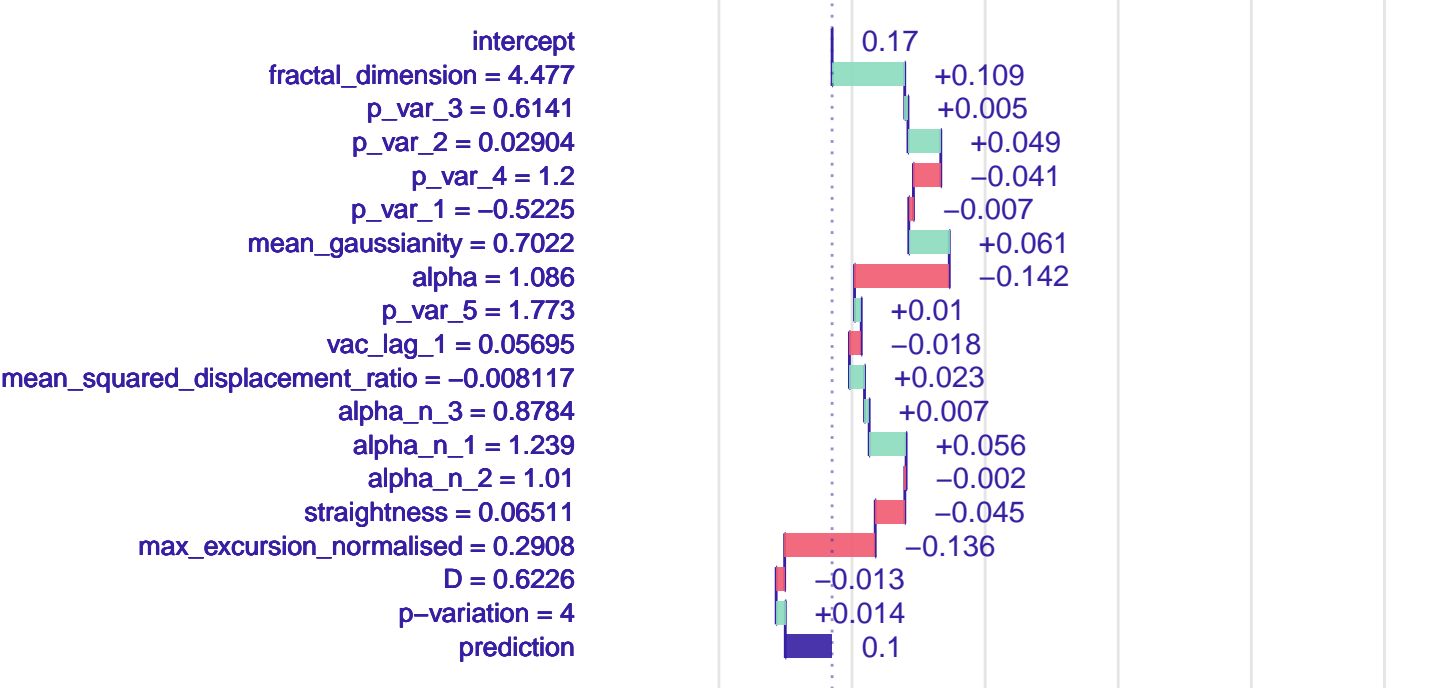 intercept 0.17
fractal_dimension = 4.477 +0.109
p_var_3 = 0.6141 +0.005
p_var_2 = 0.02904 +0.049
p_var_4 = 1.2 −0.041
p_var_1 = −0.5225 −0.007
mean_gaussianity = 0.7022 +0.061
alpha = 1.086 −0.142
p_var_5 = 1.773 +0.01
vac_lag_1 = 0.05695 −0.018
mean_squared_displacement_ratio = −0.008117 +0.023
alpha_n_3 = 0.8784 +0.007
alpha_n_1 = 1.239 +0.056
alpha_n_2 = 1.01 −0.002
straightness = 0.06511 −0.045
max_excursion_normalised = 0.2908 −0.136
D = 0.6226 −0.013
p−variation = 4 +0.014
prediction 0.1